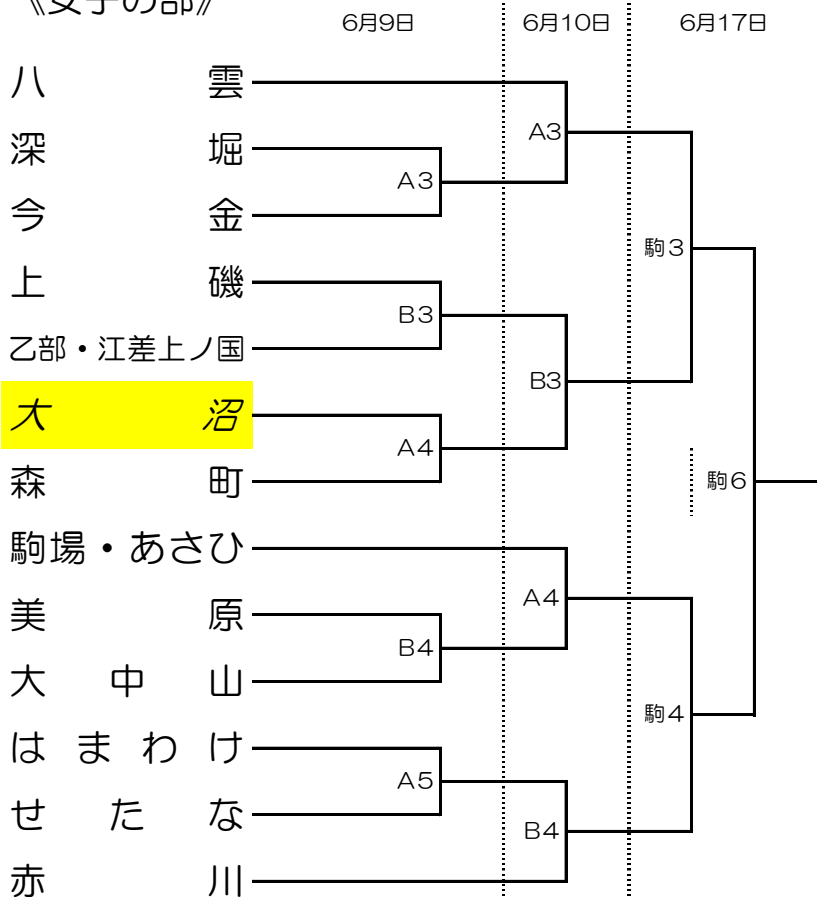 《女子の部》
6月9日 6月10日 6月17日
八雲
A3
深堀
A3
今金
駒3
上磯
B3
乙部・江差上ノ国
B3
大沼
A4
森町
駒6
駒場・あさひ
A4
美原
B4
大中山
駒4
はまわけ
A5
せたな
B4
赤川